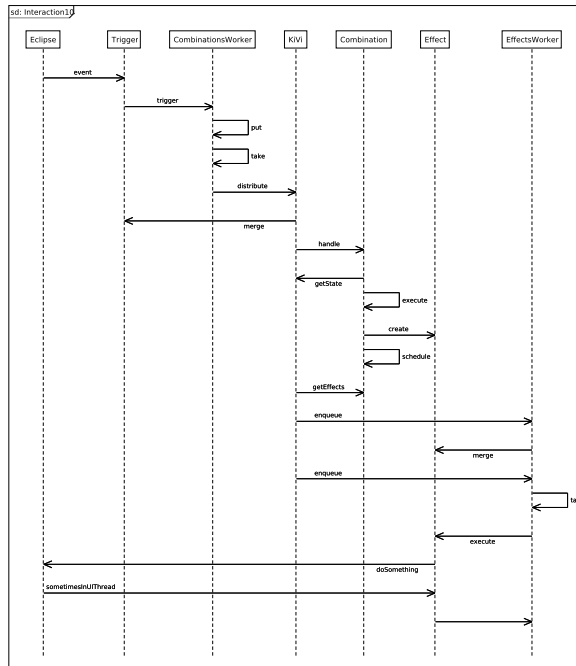 sd: Interaction10
Eclipse
Trigger
CombinationsWorker
KiVi
Combination
Effect
EffectsWorker
event
trigger
put
take
distribute
merge
handle
getState
execute
create
schedule
getEffects
enqueue
merge
enqueue
ta
execute
doSomething
sometimesInUIThread